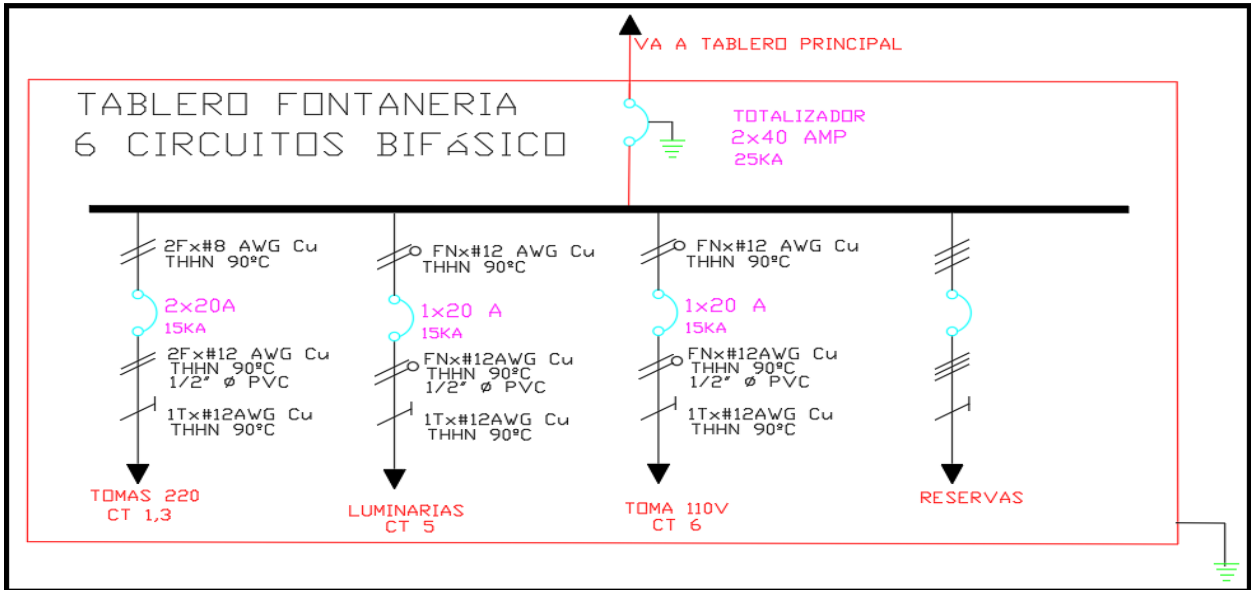 VA A TABLERO PRINCIPAL
TABLERO FONTANERIA
6 CIRCUITOS BIFÁSICO
TOTALIZADOR
2x40 AMP
25KA
2Fx#8 AWG Cu
THHN 90ºC
2x20A
15KA
2Fx#12 AWG Cu
THHN 90ºC
1/2" Ø PVC
1Tx#12AWG Cu
THHN 90ºC
TOMAS 220
CT 1,3
FNx#12 AWG Cu
THHN 90ºC
1x20 A
15KA
FNx#12AWG Cu
THHN 90ºC
1/2" Ø PVC
1Tx#12AWG Cu
THHN 90ºC
LUMINARIAS
CT 5
FNx#12 AWG Cu
THHN 90ºC
1x20 A
15KA
FNx#12AWG Cu
THHN 90ºC
1/2" Ø PVC
1Tx#12AWG Cu
THHN 90ºC
TOMA 110V
CT 6
RESERVAS